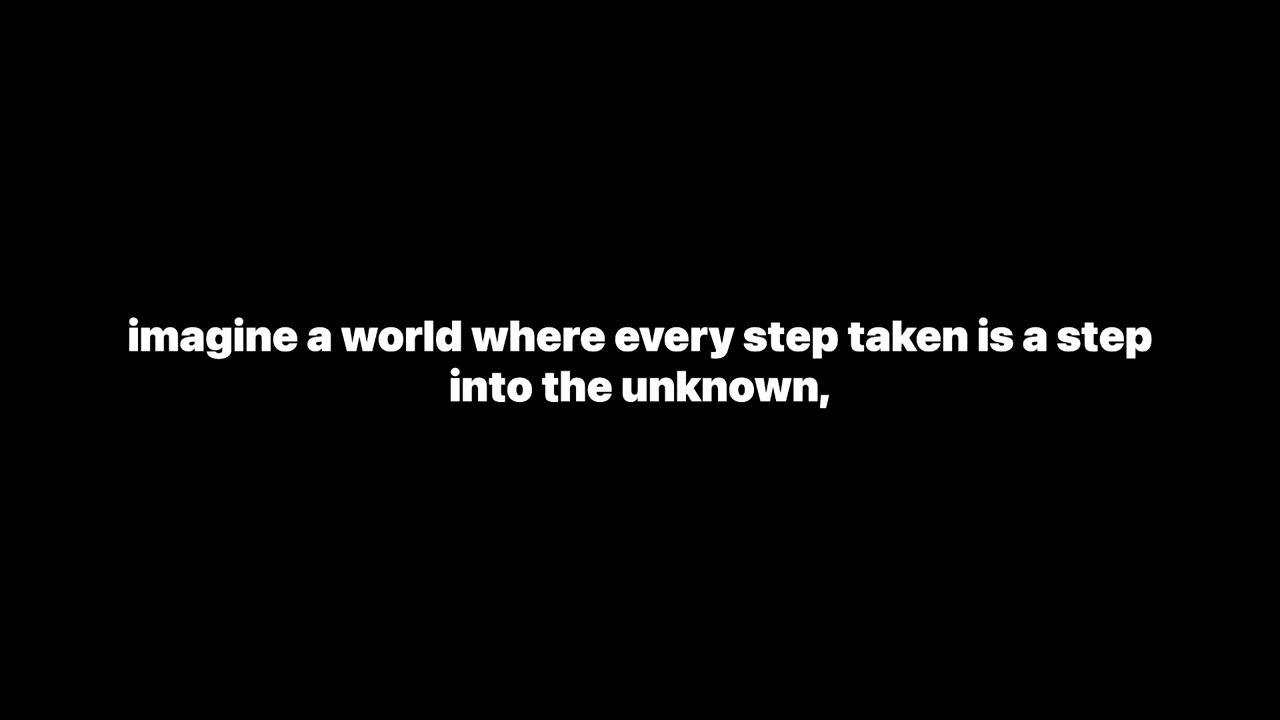 imagine a world where every step taken is a step
into the unknown,